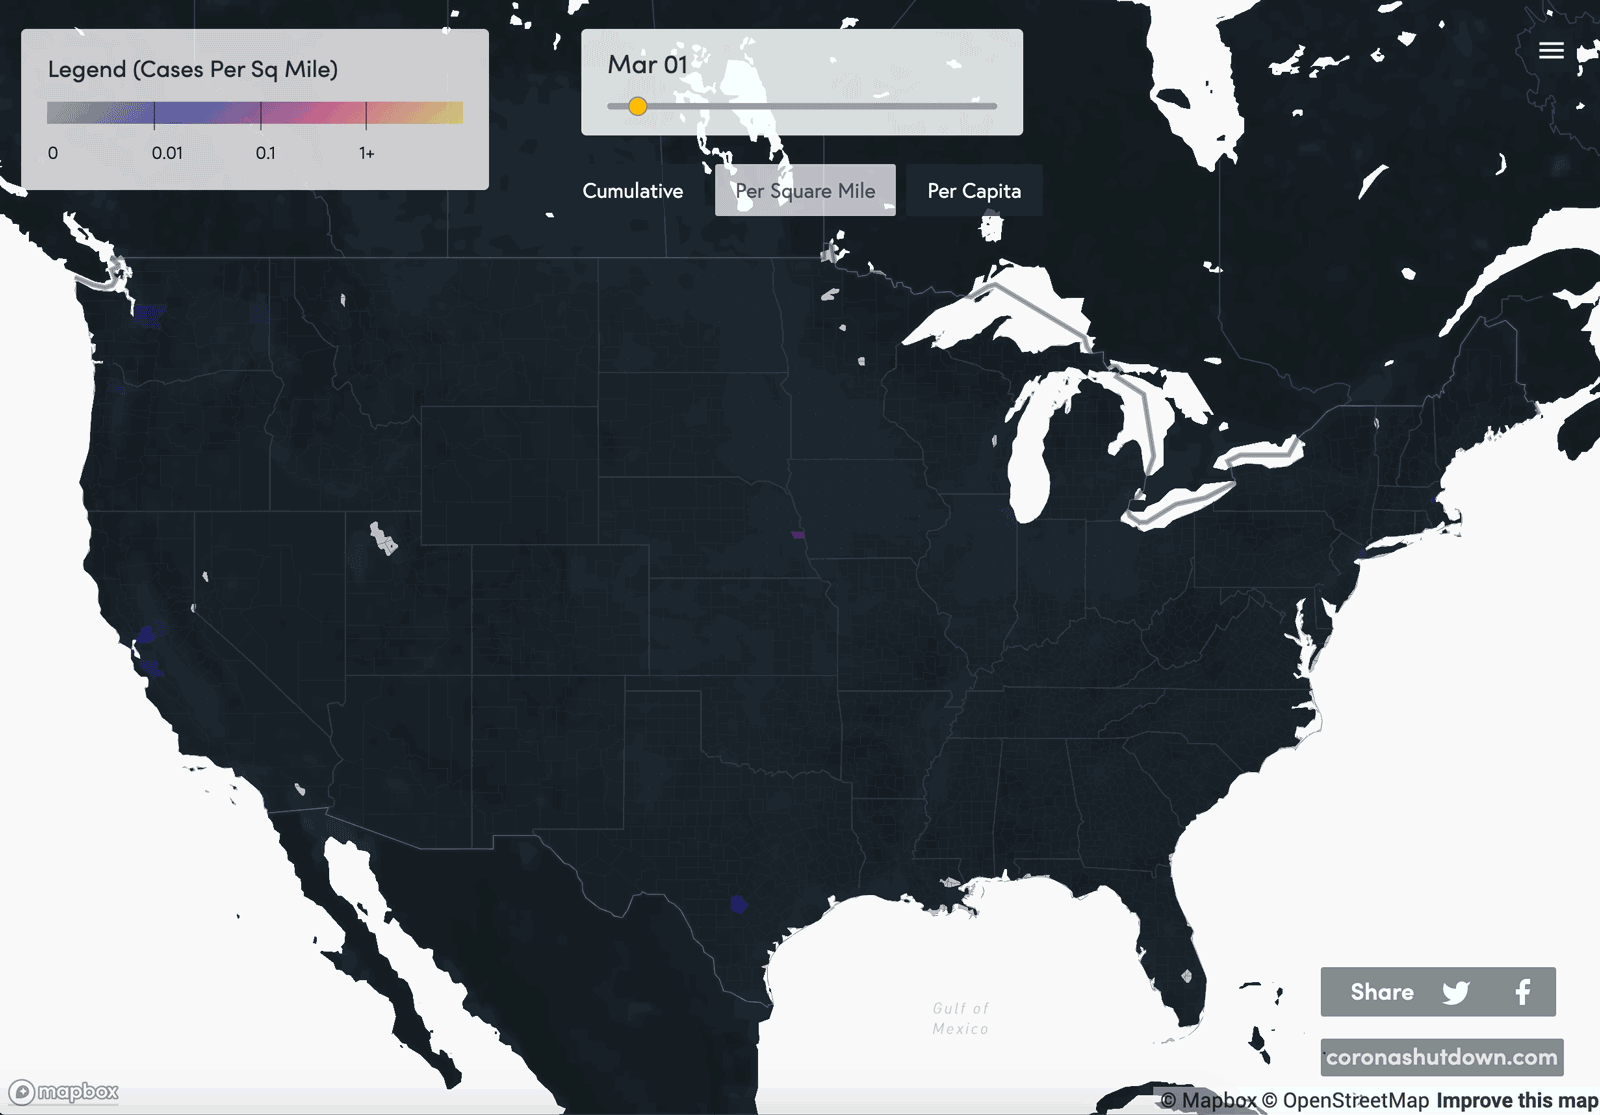 Legend (Cases Per Sq Mile)
0 0.01 0.1 1+
Mar 01
Cumulative Per Square Mile Per Capita
Gulf of
Mexico
Share
coronashutdown.com
mapbox
© Mapbox © OpenStreetMap Improve this map